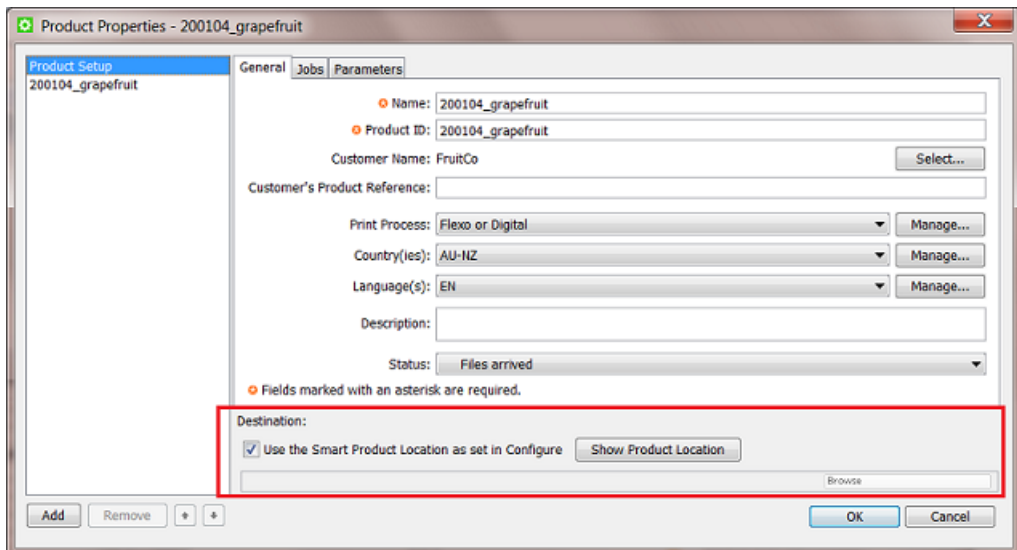 Product Properties - 200104_grapefruit
Product Setup
200104_grapefruit
General Jobs Parameters
Name: 200104_grapefruit
Product ID: 200104_grapefruit
Customer Name: FruitCo Select...
Customer's Product Reference:
Print Process: Flexo or Digital Manage...
Country(ies): AU-NZ Manage...
Language(s): EN Manage...
Description:
Status: Files arrived
Fields marked with an asterisk are required.
Destination:
Use the Smart Product Location as set in Configure Show Product Location
Browse
Add Remove OK Cancel